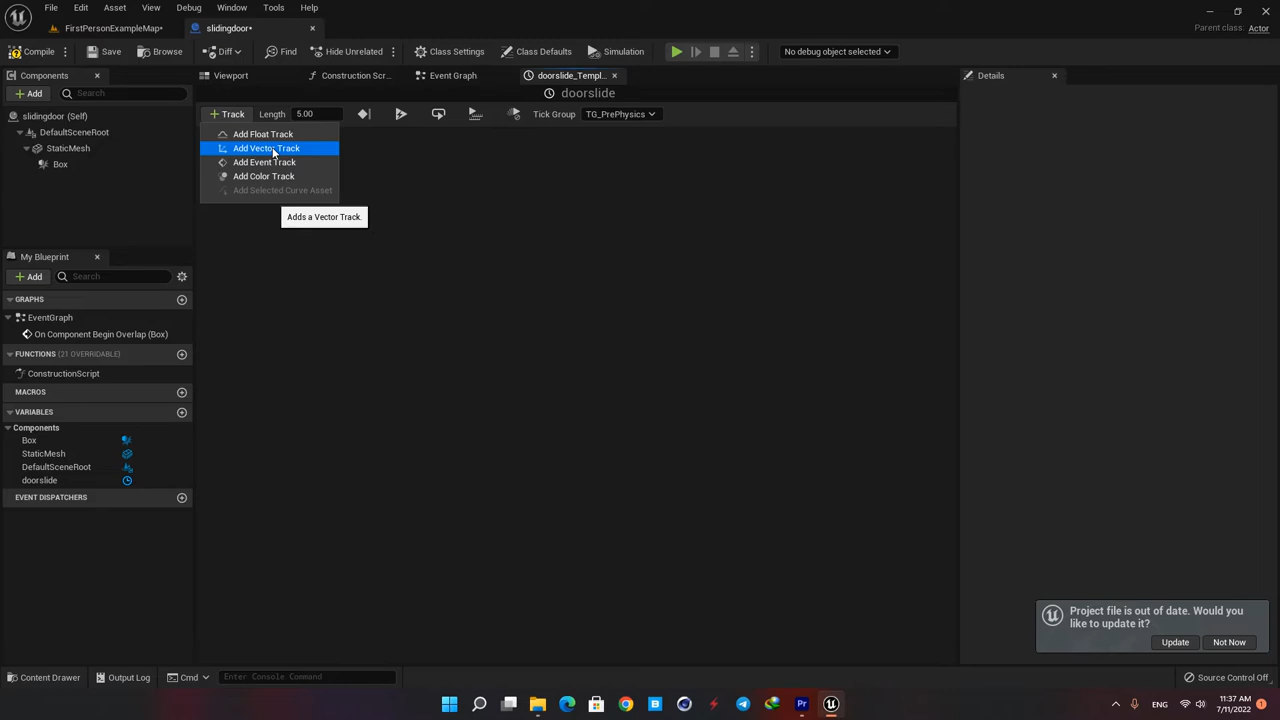 File Edit Asset View Debug Window Tools Help
FirstPersonExampleMap•
slidingdoor•
Parent class: Actor
Compile Save Browse Diff Find Hide Unrelated Class Settings Class Defaults Simulation No debug object selected
Components
Viewport Construction Scr... Event Graph doorslide_Templ... Details
Add Search
doorslide
slidingdoor (Self)
Track Length 5.00 Tick Group TG_PrePhysics
DefaultSceneRoot
Add Float Track
StaticMesh
Add Vector Track
Box
Add Event Track
Add Color Track
Add Selected Curve Asset
Adds a Vector Track.
My Blueprint
Add Search
GRAPHS
EventGraph
On Component Begin Overlap (Box)
FUNCTIONS (21 OVERRIDABLE)
ConstructionScript
MACROS
VARIABLES
Components
Box
StaticMesh
DefaultSceneRoot
doorslide
EVENT DISPATCHERS
Project file is out of date. Would you
like to update it?
Update Not Now
Content Drawer Output Log Cmd Enter Console Command Source Control Off
ENG 11:37 AM
7/11/2022